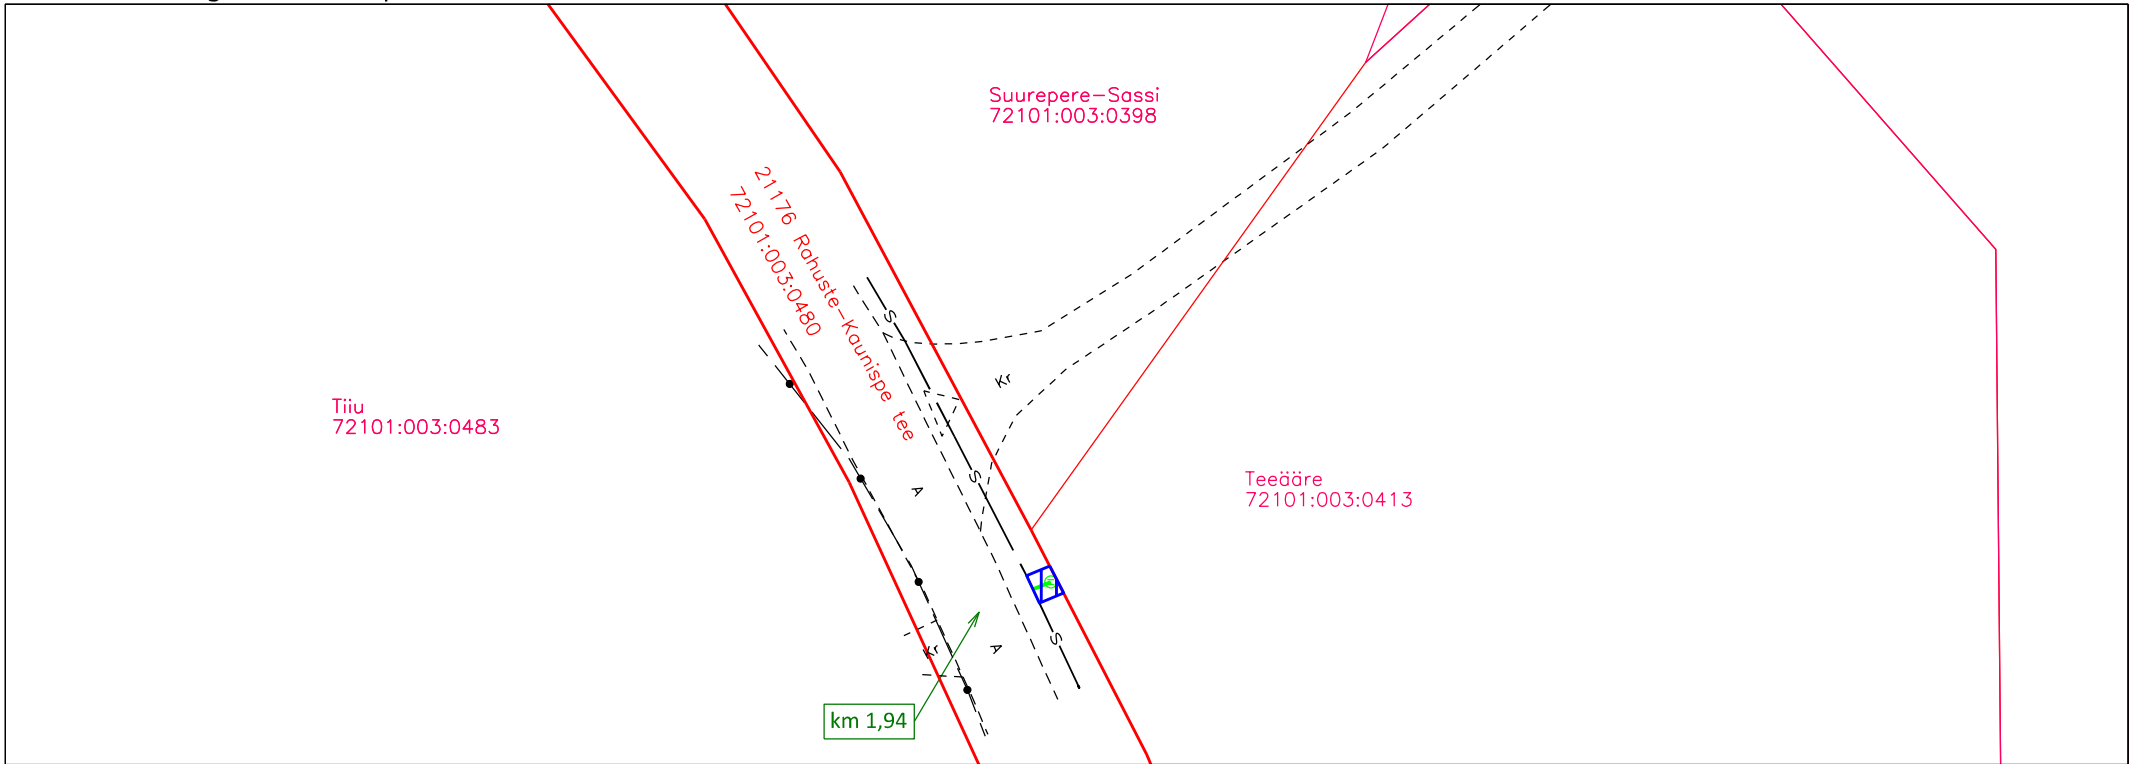 Suurepere-Sassi
72101:003:0398
21176 Rahuste-Kaunispe tee
72101:003:0480
S
Kr
Tiiu
72101:003:0483
S
A
Teeääre
72101:003:0413
S
A
Kr
km 1,94